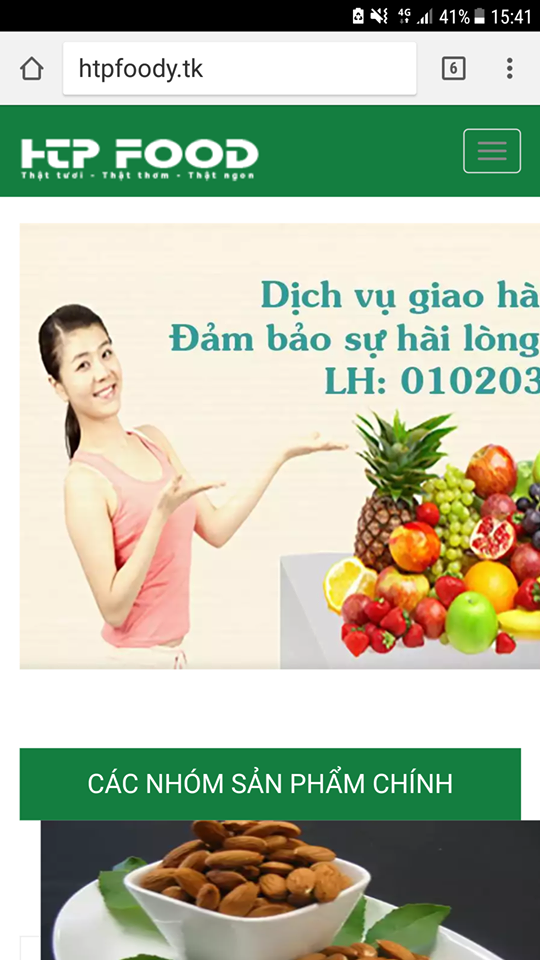 4G 41% 15:41
htpfoody.tk 6
HTP FOOD
Thật tươi - Thật thơm - Thật ngon
Dịch vụ giao hà
Đảm bảo sự hài lòng
LH: 010203
CÁC NHÓM SẢN PHẨM CHÍNH